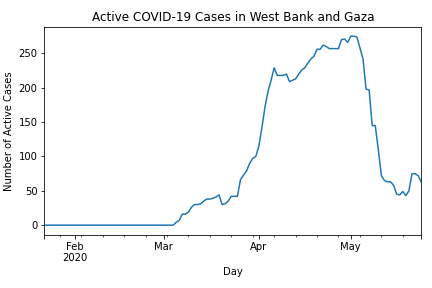 Active COVID-19 Cases in West Bank and Gaza
Number of Active Cases
250
200
150
100
50
0
Feb
2020
Mar
Apr
May
Day